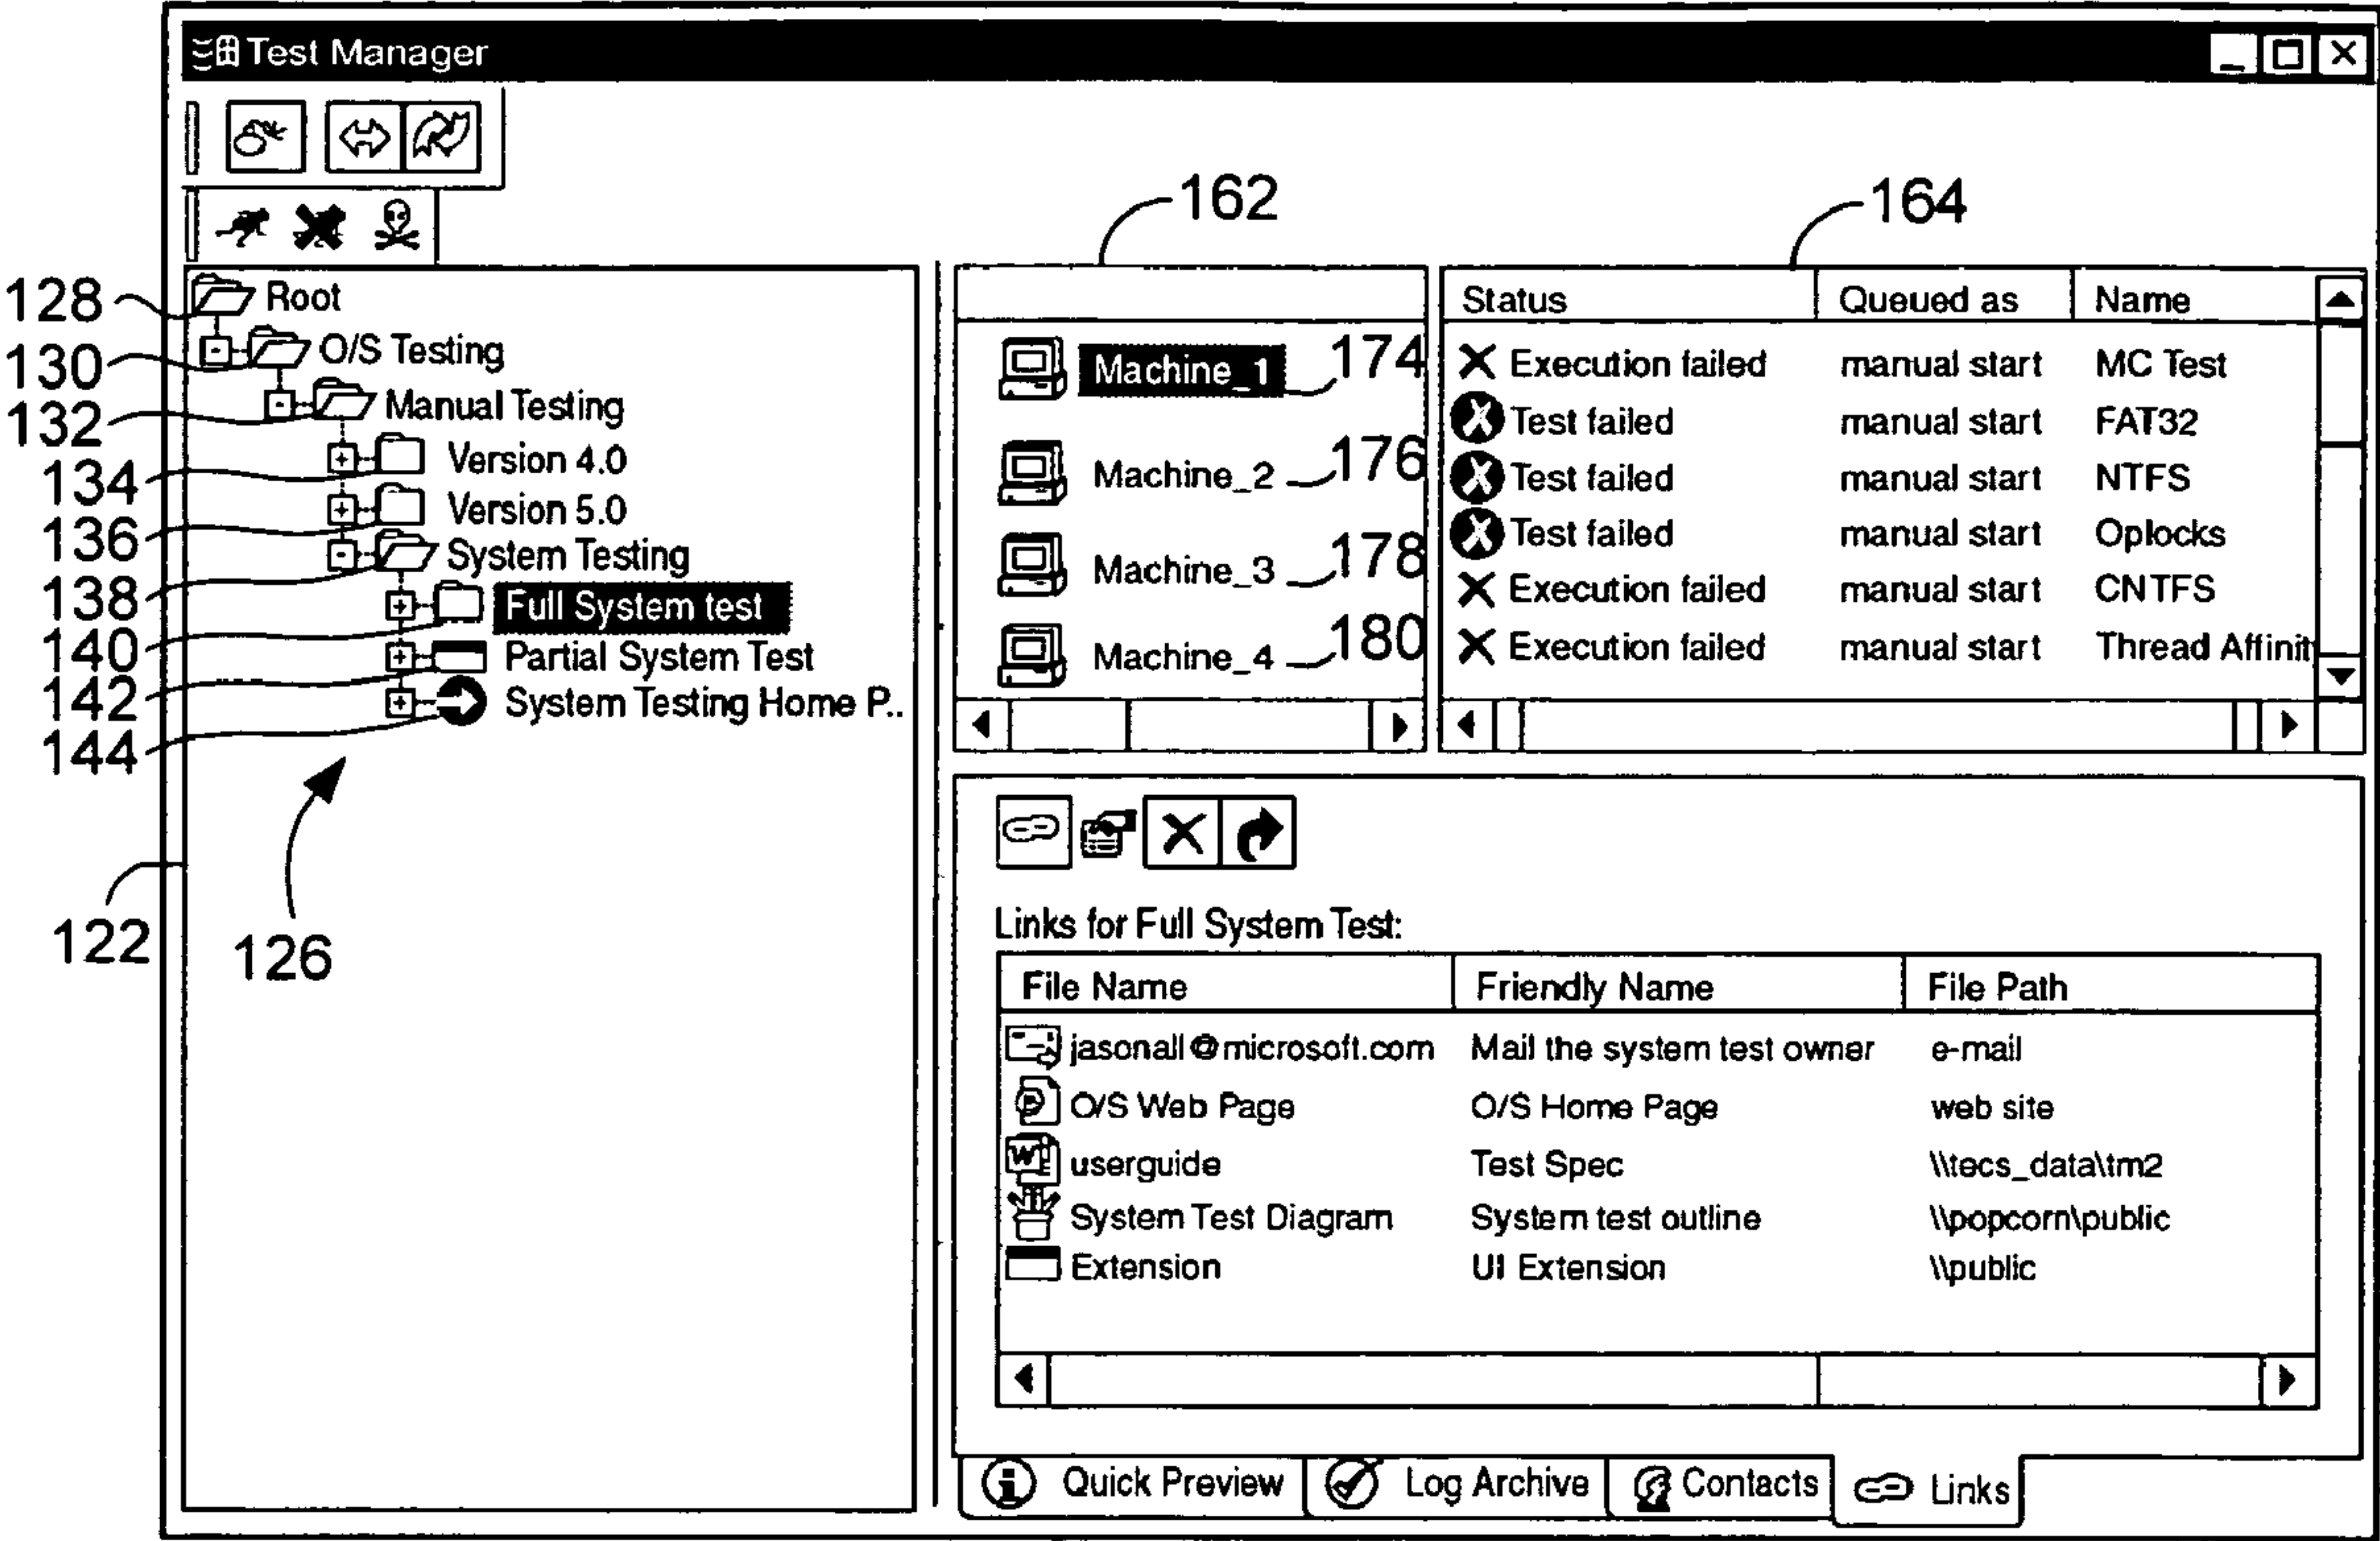 Test Manager
162
164
128
Root
130
O/S Testing
132
Manual Testing
134
Version 4.0
136
Version 5.0
138
System Testing
140
Full System test
142
Partial System Test
144
System Testing Home P..
126
122
Machine_1 174
Machine_2 176
Machine_3 178
Machine_4 180
Status Queued as Name
Execution failed manual start MC Test
Test failed manual start FAT32
Test failed manual start NTFS
Test failed manual start Oplocks
Execution failed manual start CNTFS
Execution failed manual start Thread Affinit
Links for Full System Test:
File Name Friendly Name File Path
jasonall@microsoft.com Mail the system test owner e-mail
O/S Web Page O/S Home Page web site
userguide Test Spec \\tecs_data\tm2
System Test Diagram System test outline \\popcorn\public
Extension UI Extension \\public
Quick Preview Log Archive Contacts Links